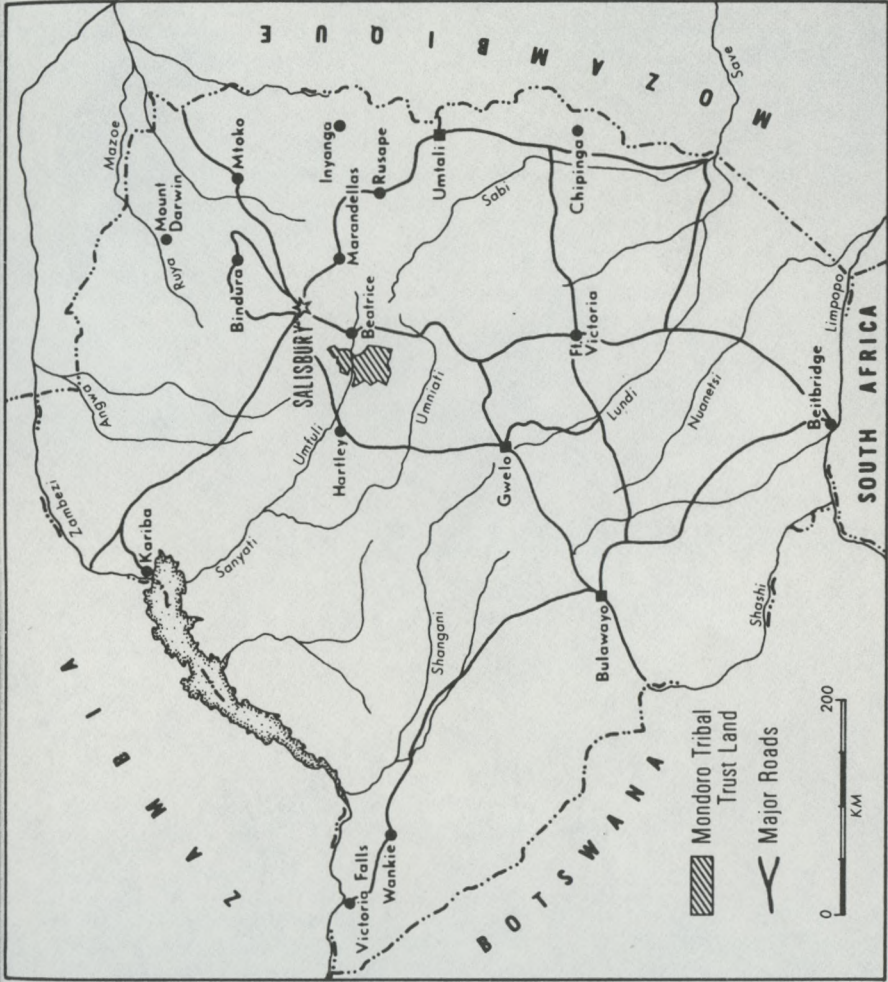 ZAMBIA
MOZAMBIQUE
BOTSWANA
SOUTH AFRICA
Zambezi
Kariba
Angwa
Mazoe
Mount
Darwin
Ruya
Mtoko
Bindura
SALISBURY
Inyanga
Marandellas
Rusape
Beatrice
Umtali
Sanyati
Umfuli
Hartley
Umniati
Sabi
Chipinga
Save
Victoria Falls
Wankie
Shangani
Gwelo
Ft.
Victoria
Bulawayo
Lundi
Nuanetsi
Shashi
Beitbridge
Limpopo
Mondoro Tribal
Trust Land
Major Roads
0
200
KM